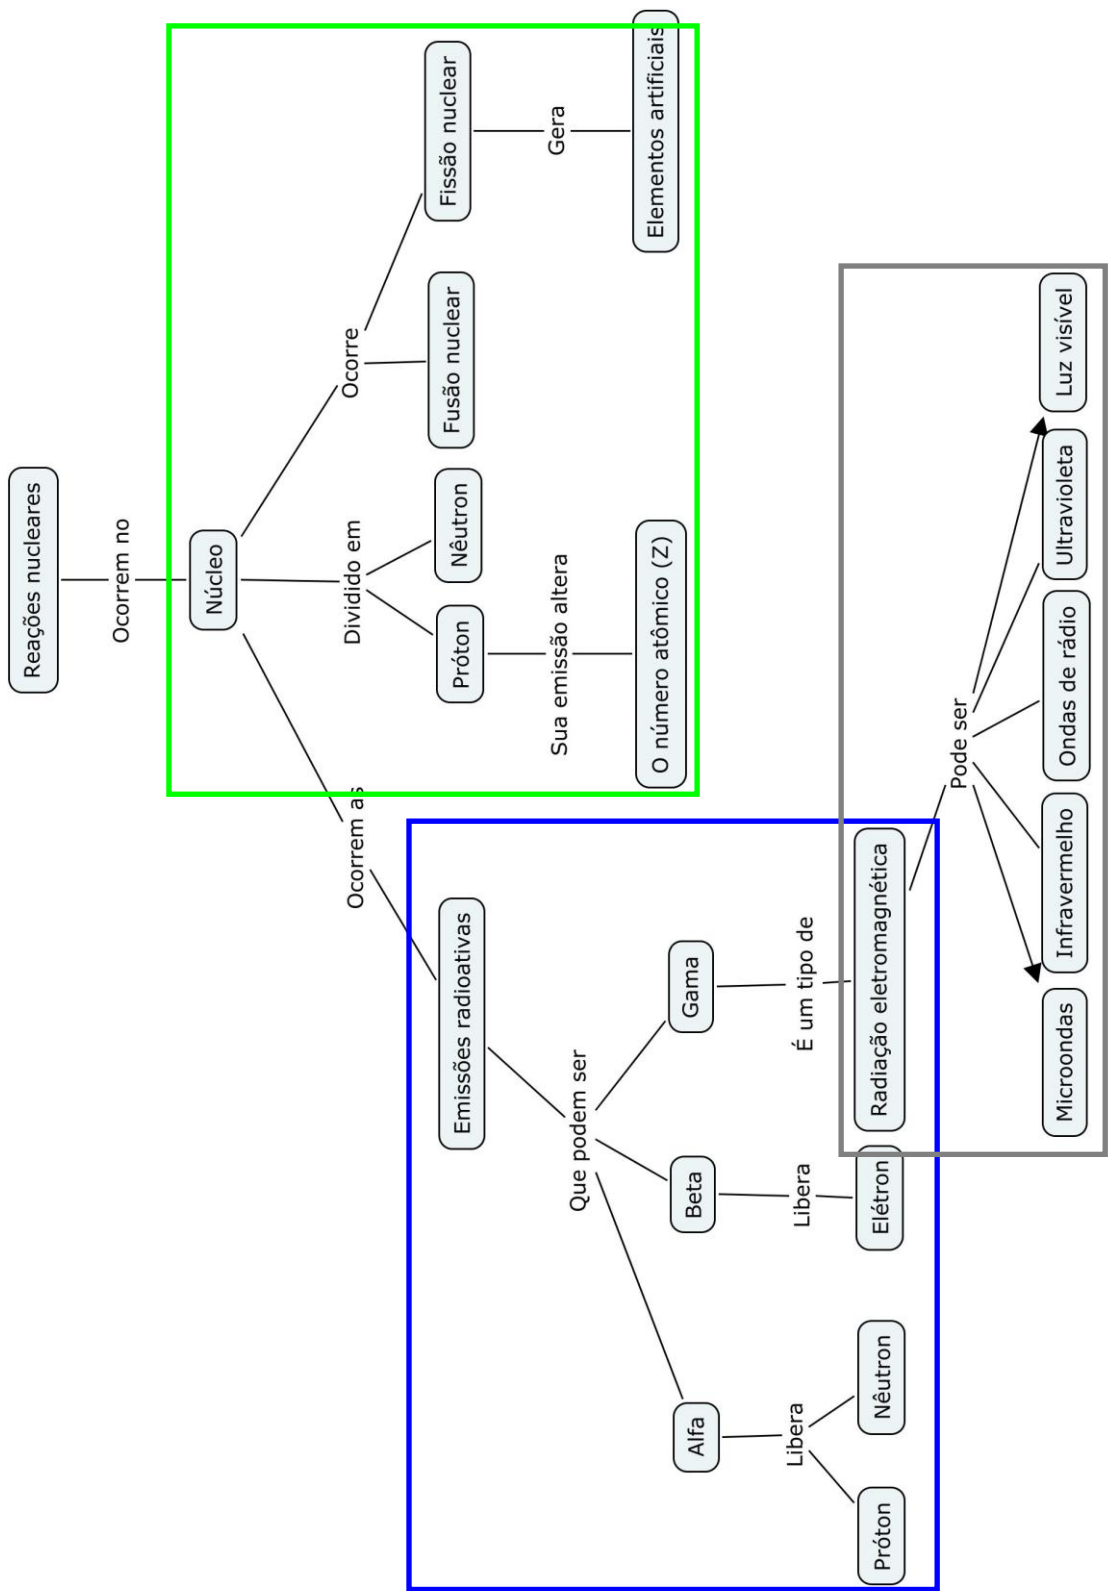 Reações nucleares
Ocorrem no
Núcleo
Ocorrem as
Dividido em
Ocorre
Emissões radioativas
Próton
Nêutron
Fusão nuclear
Fissão nuclear
Que podem ser
Sua emissão altera
Gera
Alfa
Beta
Gama
O número atômico (Z)
Elementos artificiais
Libera
Libera
É um tipo de
Próton
Nêutron
Elétron
Radiação eletromagnética
Pode ser
Microondas
Infravermelho
Ondas de rádio
Ultravioleta
Luz visível